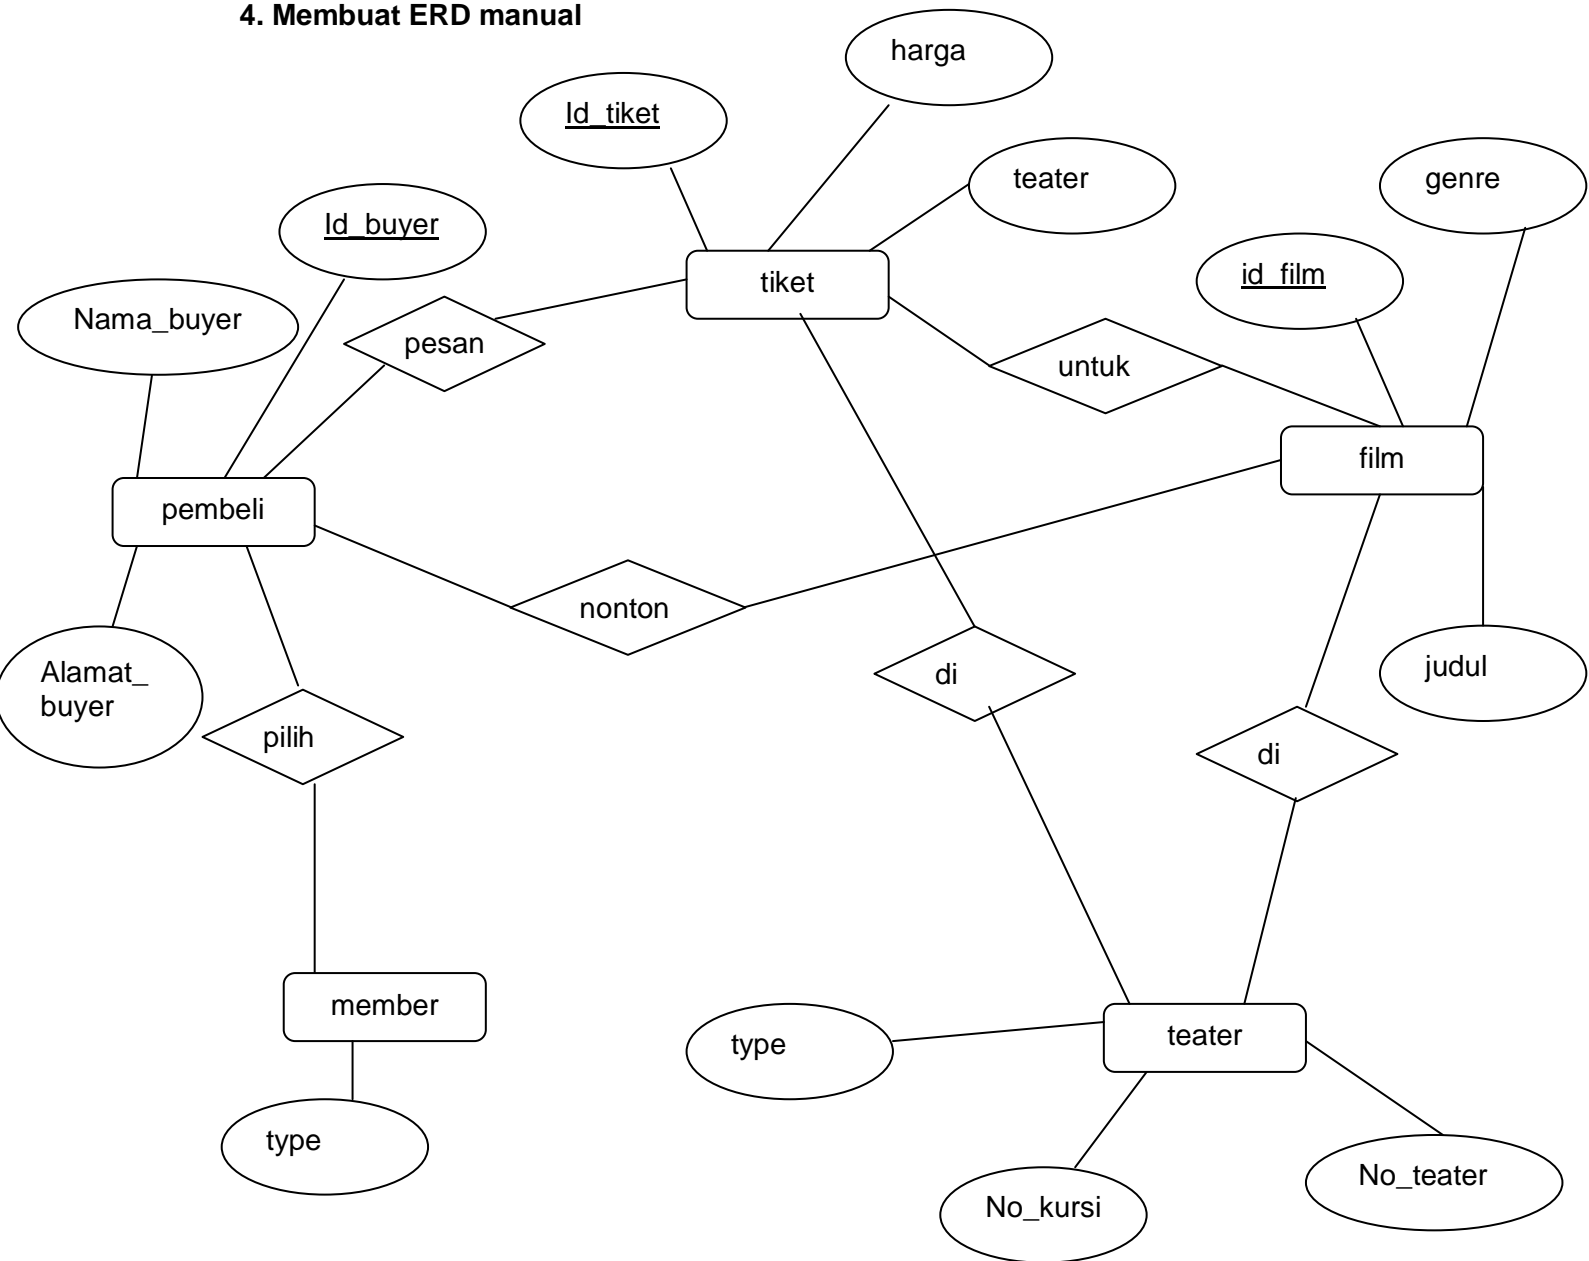 4. Membuat ERD manual
harga
Id_tiket
teater
genre
Id_buyer
tiket
id_film
Nama_buyer
pesan
untuk
film
pembeli
nonton
di
judul
Alamat_
buyer
pilih
di
member
teater
type
type
No_teater
No_kursi